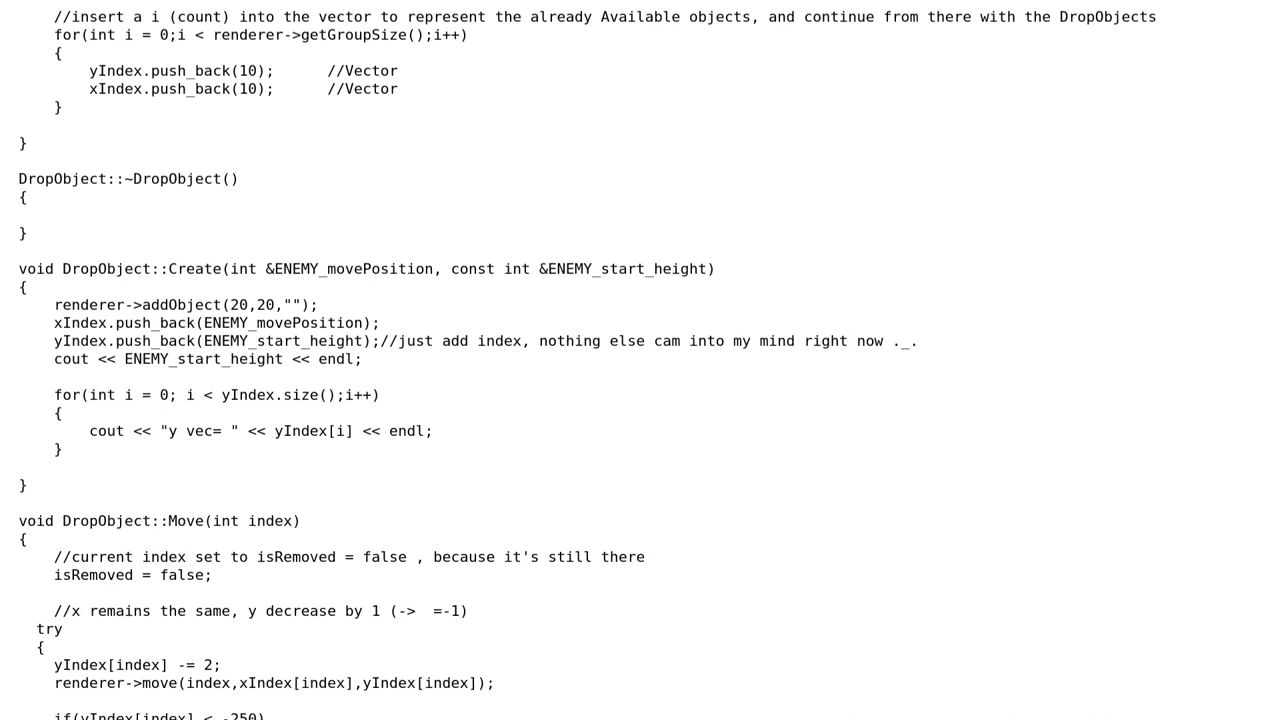 //insert a i (count) into the vector to represent the already Available objects, and continue from there with the DropObjects
for(int i = 0;i < renderer->getGroupSize();i++)
{
yIndex.push_back(10);      //Vector
xIndex.push_back(10);      //Vector
}
}
DropObject::~DropObject()
{
}
void DropObject::Create(int &ENEMY_movePosition, const int &ENEMY_start_height)
{
renderer->addObject(20,20,"");
xIndex.push_back(ENEMY_movePosition);
yIndex.push_back(ENEMY_start_height);//just add index, nothing else cam into my mind right now ._.
cout << ENEMY_start_height << endl;
for(int i = 0; i < yIndex.size();i++)
{
cout << "y vec= " << yIndex[i] << endl;
}
}
void DropObject::Move(int index)
{
//current index set to isRemoved = false , because it's still there
isRemoved = false;
//x remains the same, y decrease by 1 (->  =-1)
try
{
yIndex[index] -= 2;
renderer->move(index,xIndex[index],yIndex[index]);
if(yIndex[index] < -250)